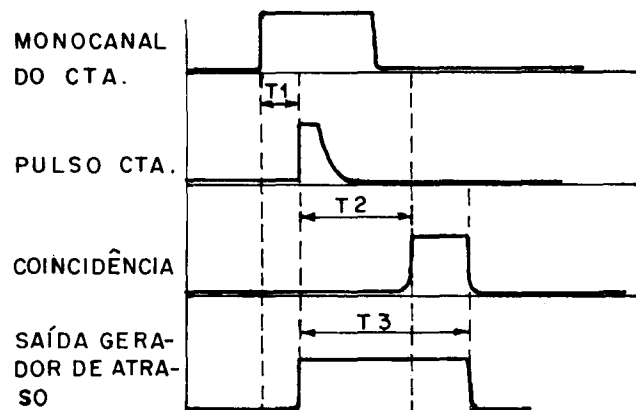 MONOCANAL
DO CTA.
T1
PULSO CTA.
T2
COINCIDÊNCIA
T3
SAÍDA GERA-
DOR DE ATRA-
SO